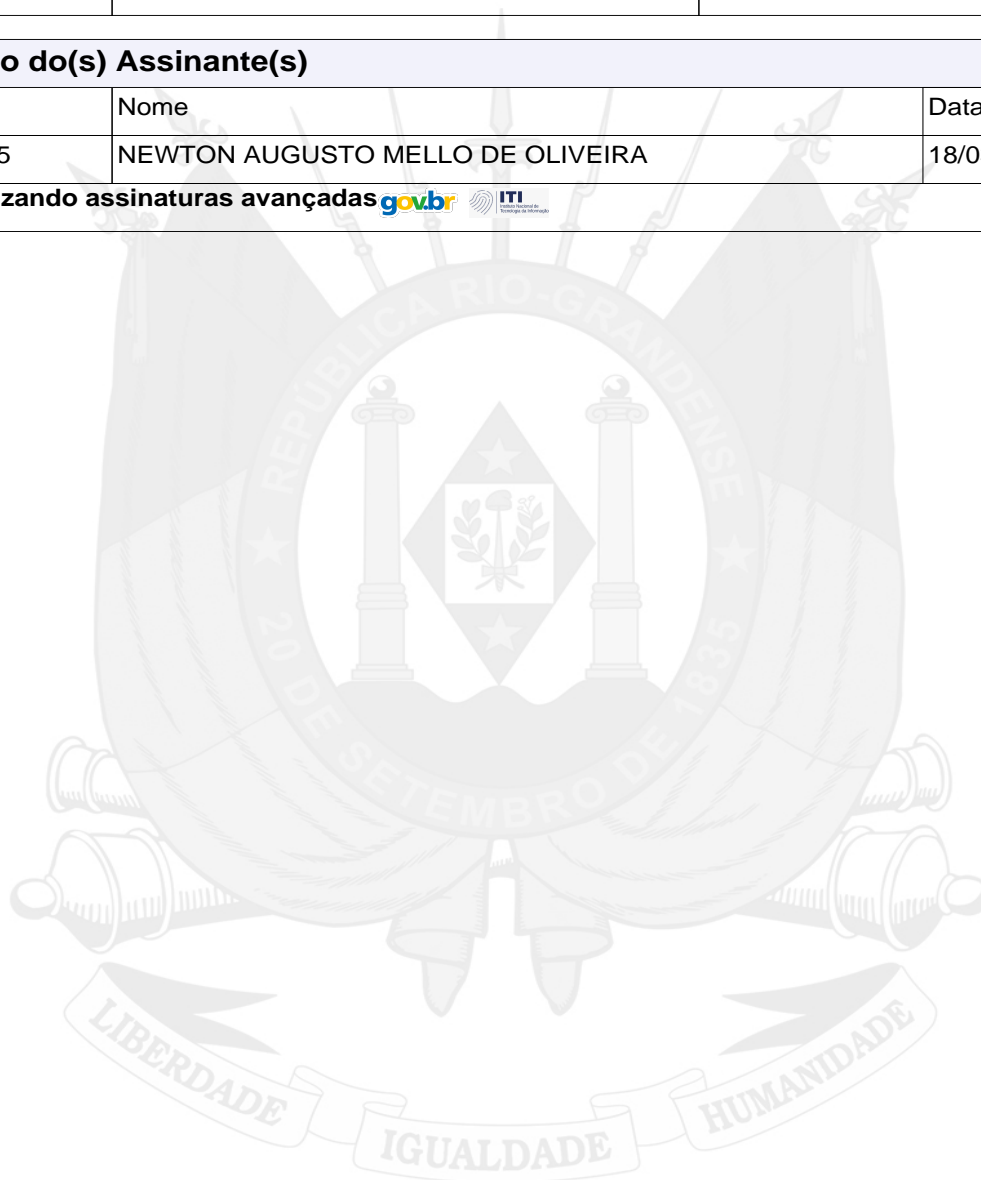 o do(s) Assinante(s)
Nome Data
5 NEWTON AUGUSTO MELLO DE OLIVEIRA 18/0
zando assinaturas avançadas gov.br ITI
REPÚBLICA RIO-GRANDENSE
20 DE SETEMBRO DE 1835
LIBERDADE IGUALDADE HUMANIDADE